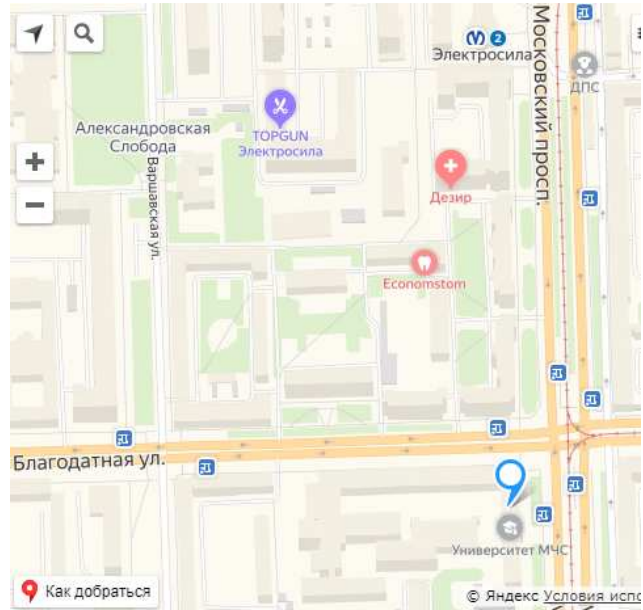 2
Электросила
Московский просп.
ДПС
TOPGUN
Электросила
Александровская
Слобода
Варшавская ул.
Дезир
Economstom
Благодатная ул.
Университет МЧС
Как добраться
© Яндекс Условия испо